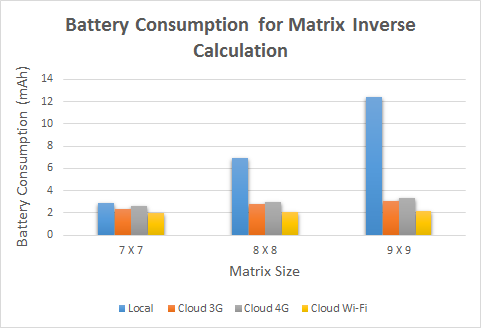 Battery Consumption for Matrix Inverse
Calculation
Battery Consumption (mAh)
14
12
10
8
6
4
2
0
7 X 7 8 X 8 9 X 9
Matrix Size
Local Cloud 3G Cloud 4G Cloud Wi-Fi